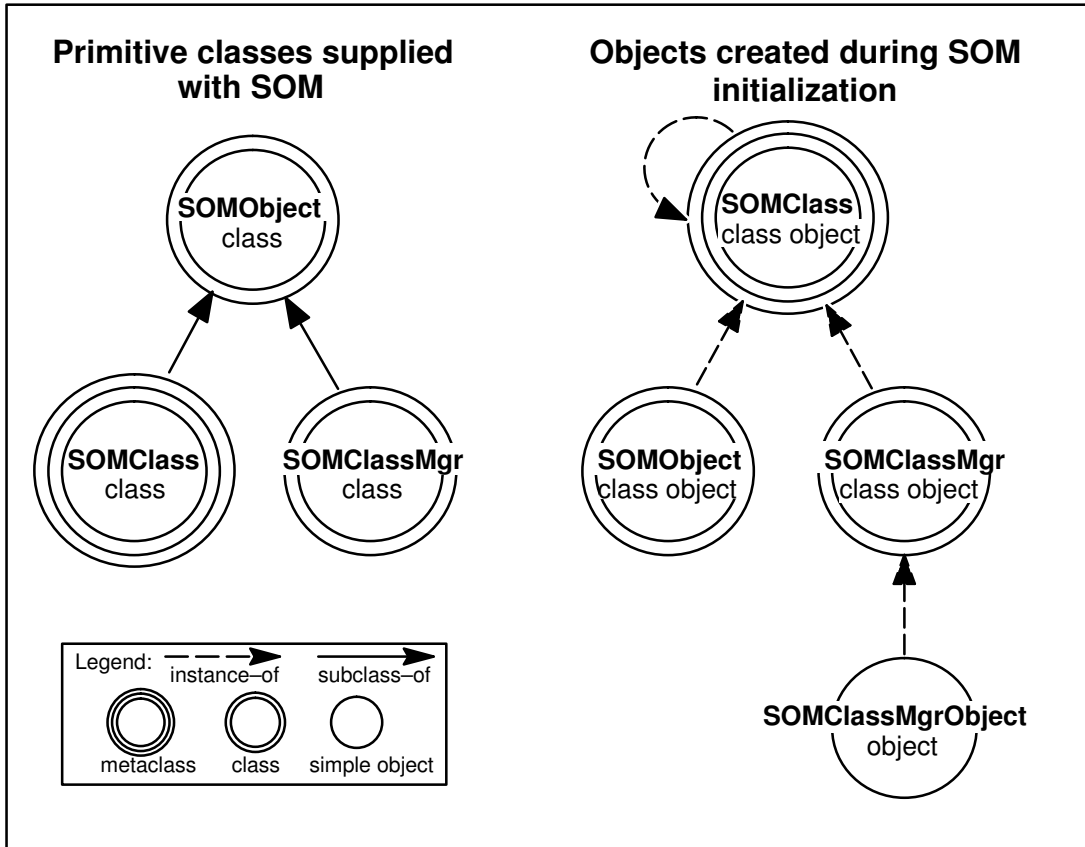 Primitive classes supplied
with SOM
SOMObject
class
SOMClass
class
SOMClassMgr
class
Objects created during SOM
initialization
SOMClass
class object
SOMObject
class object
SOMClassMgr
class object
SOMClassMgrObject
object
Legend:
instance–of
subclass–of
metaclass
class
simple object